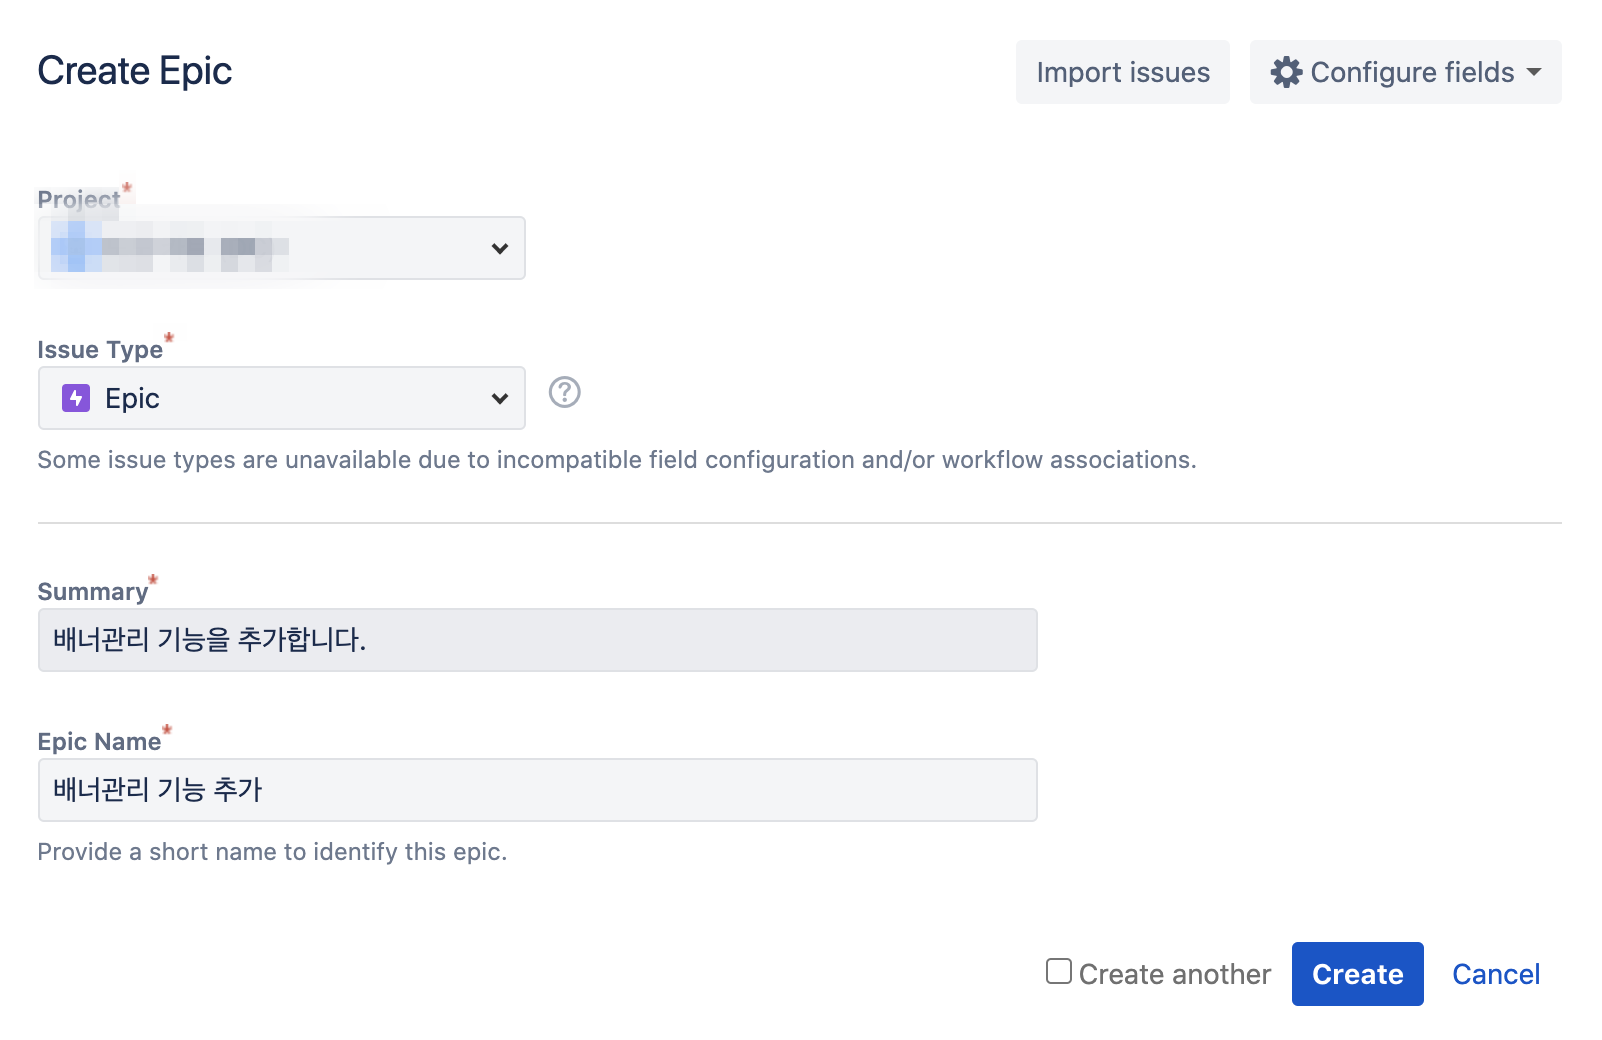 Create Epic
Import issues
Configure fields
Project*
Issue Type*
Epic
Some issue types are unavailable due to incompatible field configuration and/or workflow associations.
Summary*
배너관리 기능을 추가합니다.
Epic Name*
배너관리 기능 추가
Provide a short name to identify this epic.
Create another
Create
Cancel